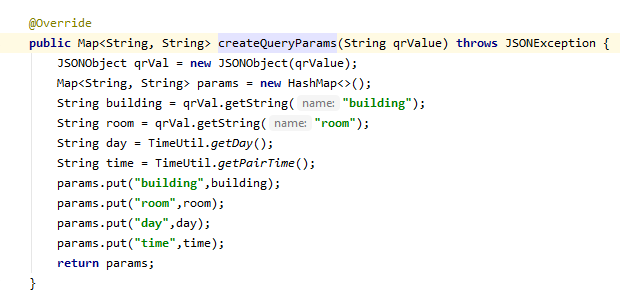 @Override
public Map<String, String> createQueryParams(String qrValue) throws JSONException {
JSONObject qrVal = new JSONObject(qrValue);
Map<String, String> params = new HashMap<>();
String building = qrVal.getString( name: "building");
String room = qrVal.getString( name: "room");
String day = TimeUtil.getDay();
String time = TimeUtil.getPairTime();
params.put("building",building);
params.put("room",room);
params.put("day",day);
params.put("time",time);
return params;
}